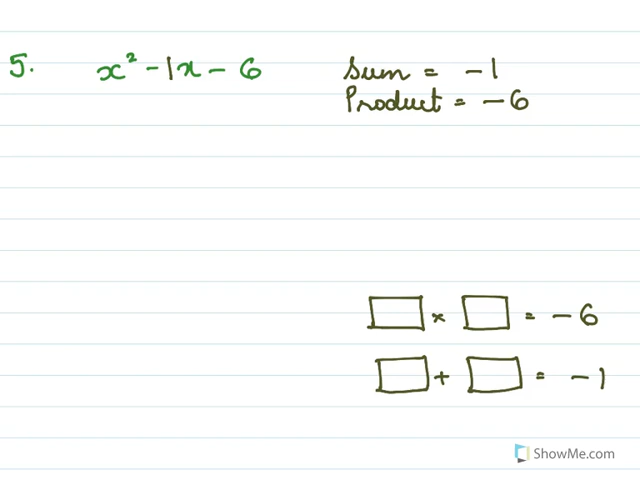 5. x² - 1x - 6 Sum = -1
Product = -6
□ × □ = -6
□ + □ = -1
ShowMe.com